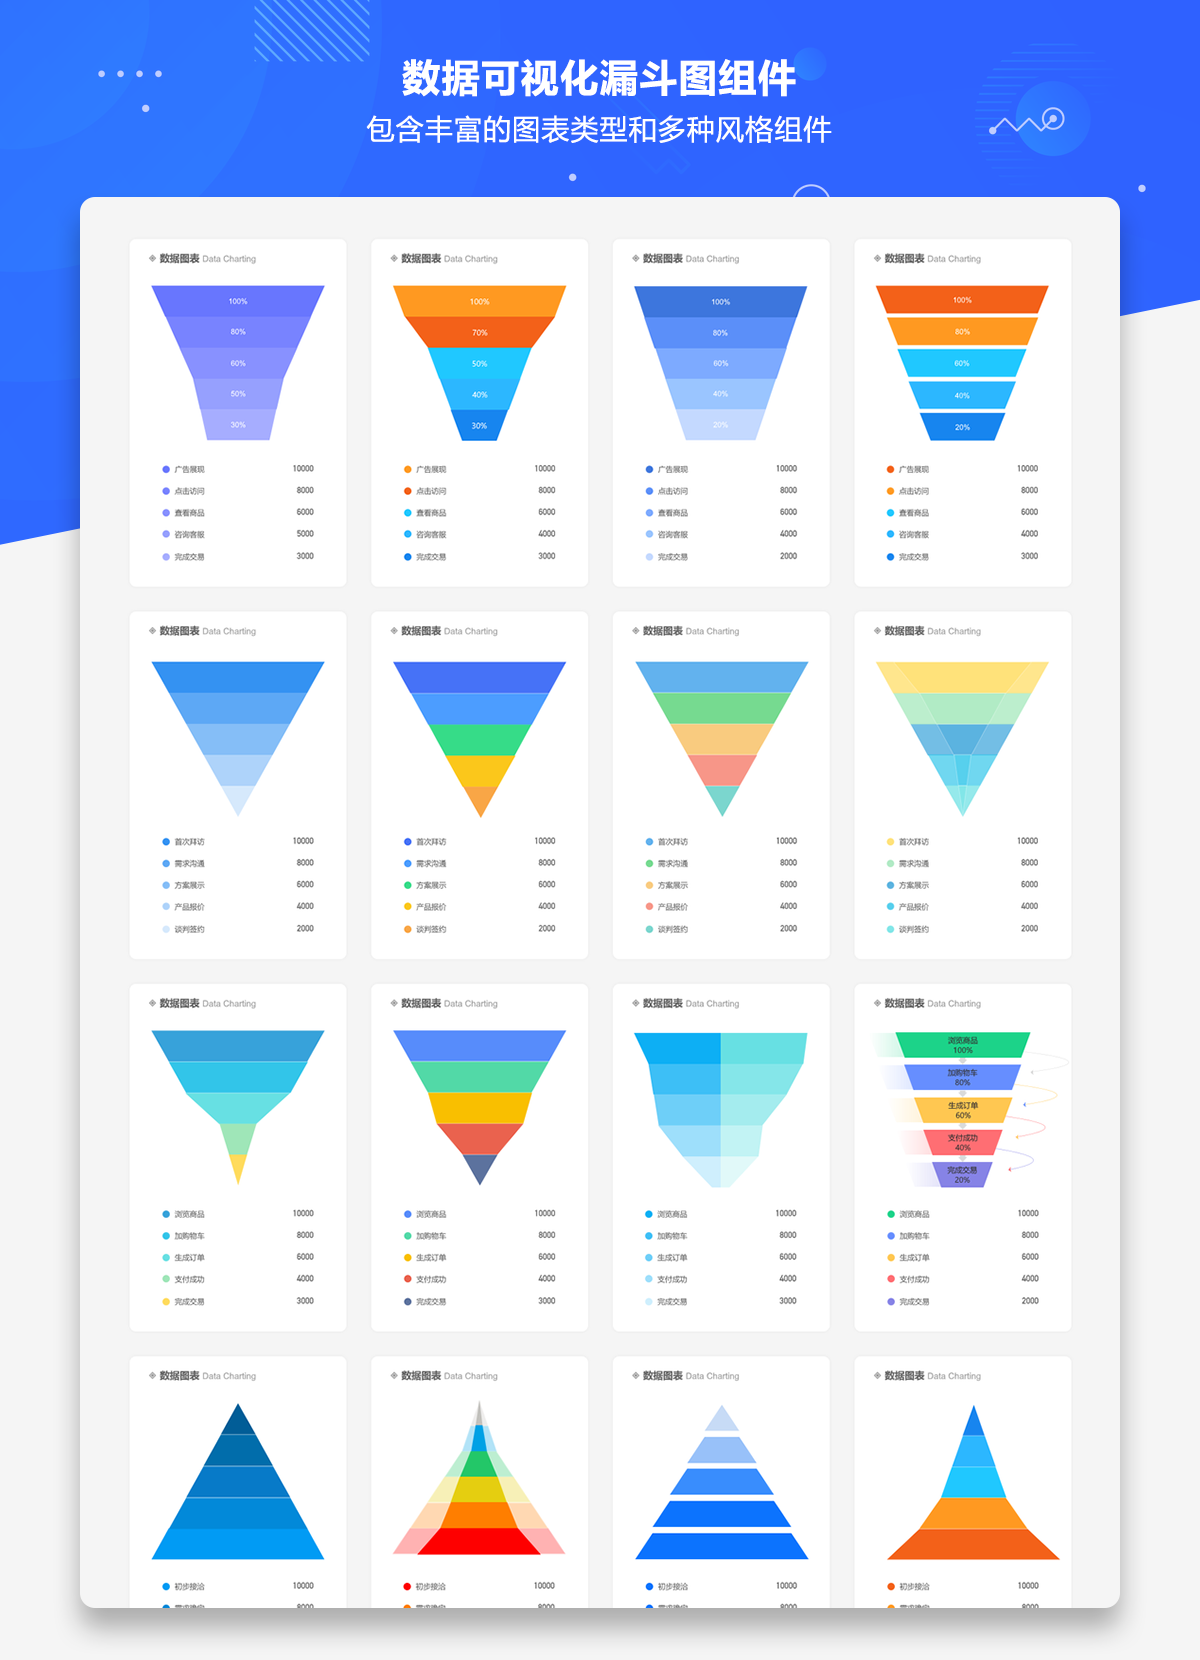 数据可视化漏斗图组件
包含丰富的图表类型和多种风格组件
数据图表 Data Charting
100%
80%
60%
50%
30%
广告展现 10000
点击访问 8000
查看商品 6000
咨询客服 5000
完成交易 3000
数据图表 Data Charting
100%
70%
50%
40%
30%
广告展现 10000
点击访问 8000
查看商品 6000
咨询客服 4000
完成交易 3000
数据图表 Data Charting
100%
80%
60%
40%
20%
广告展现 10000
点击访问 8000
查看商品 6000
咨询客服 4000
完成交易 2000
数据图表 Data Charting
100%
80%
60%
40%
20%
广告展现 10000
点击访问 8000
查看商品 6000
咨询客服 4000
完成交易 3000
数据图表 Data Charting
首次拜访 10000
需求沟通 8000
方案展示 6000
产品报价 4000
谈判签约 2000
数据图表 Data Charting
首次拜访 10000
需求沟通 8000
方案展示 6000
产品报价 4000
谈判签约 2000
数据图表 Data Charting
首次拜访 10000
需求沟通 8000
方案展示 6000
产品报价 4000
谈判签约 2000
数据图表 Data Charting
首次拜访 10000
需求沟通 8000
方案展示 6000
产品报价 4000
谈判签约 2000
数据图表 Data Charting
浏览商品 10000
加购物车 8000
生成订单 6000
支付成功 4000
完成交易 3000
数据图表 Data Charting
浏览商品 10000
加购物车 8000
生成订单 6000
支付成功 4000
完成交易 3000
数据图表 Data Charting
浏览商品 10000
加购物车 8000
生成订单 6000
支付成功 4000
完成交易 3000
数据图表 Data Charting
浏览商品
100%
加购物车
80%
生成订单
60%
支付成功
40%
完成交易
20%
浏览商品 10000
加购物车 8000
生成订单 6000
支付成功 4000
完成交易 2000
数据图表 Data Charting
初步接洽 10000
8000
数据图表 Data Charting
初步接洽 10000
8000
数据图表 Data Charting
初步接洽 10000
8000
数据图表 Data Charting
初步接洽 10000
8000